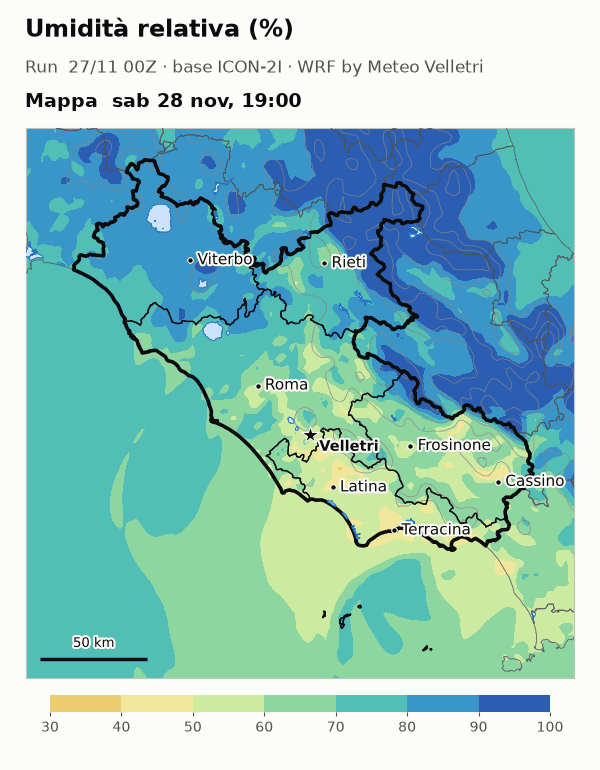 Umidità relativa (%)
Run  27/11 00Z · base ICON-2I · WRF by Meteo Velletri
Mappa  sab 28 nov, 19:00
Viterbo
Rieti
Roma
Velletri
Frosinone
Cassino
Latina
Terracina
50 km
30 40 50 60 70 80 90 100